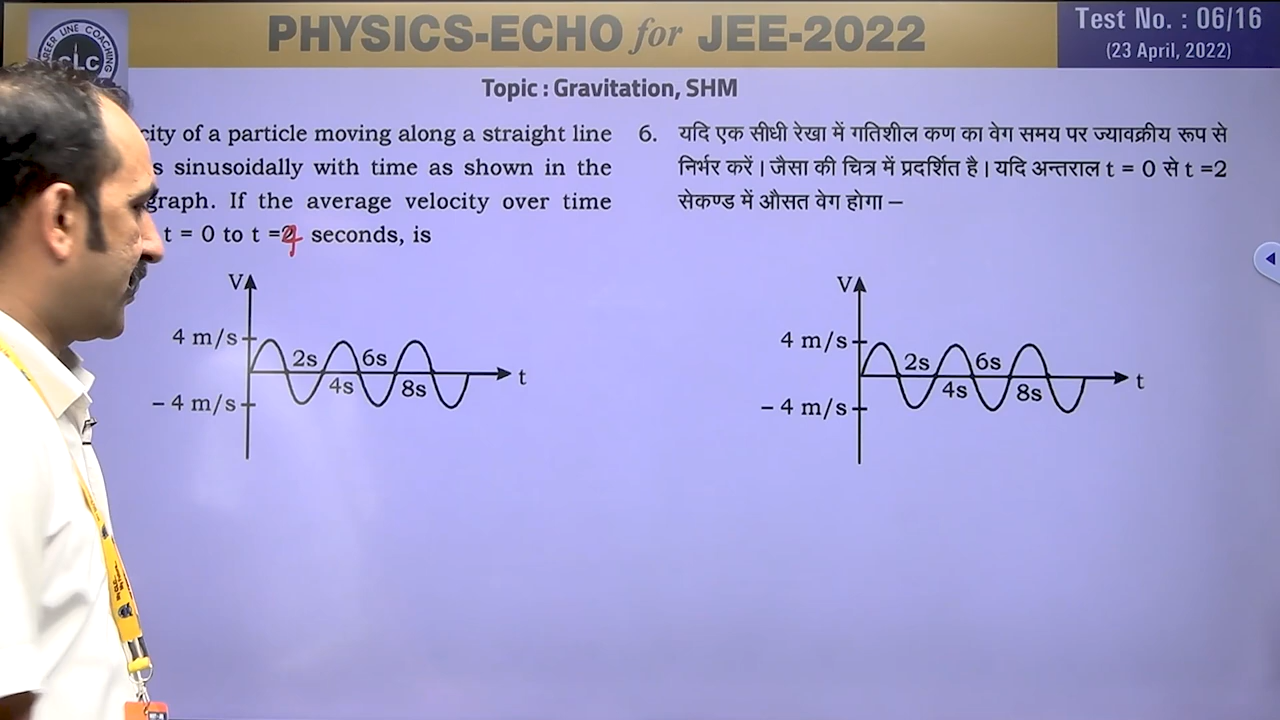 PHYSICS-ECHO for JEE-2022
Test No. : 06/16
(23 April, 2022)
CLC
Topic : Gravitation, SHM
city of a particle moving along a straight line
s sinusoidally with time as shown in the
graph. If the average velocity over time
t = 0 to t = 4 seconds, is
V
4 m/s
2s
6s
4s
8s
t
– 4 m/s
6. यदि एक सीधी रेखा में गतिशील कण का वेग समय पर ज्यावक्रीय रूप से
निर्भर करें। जैसा की चित्र में प्रदर्शित है। यदि अन्तराल t = 0 से t =2
सेकण्ड में औसत वेग होगा –
V
4 m/s
2s
6s
4s
8s
t
– 4 m/s